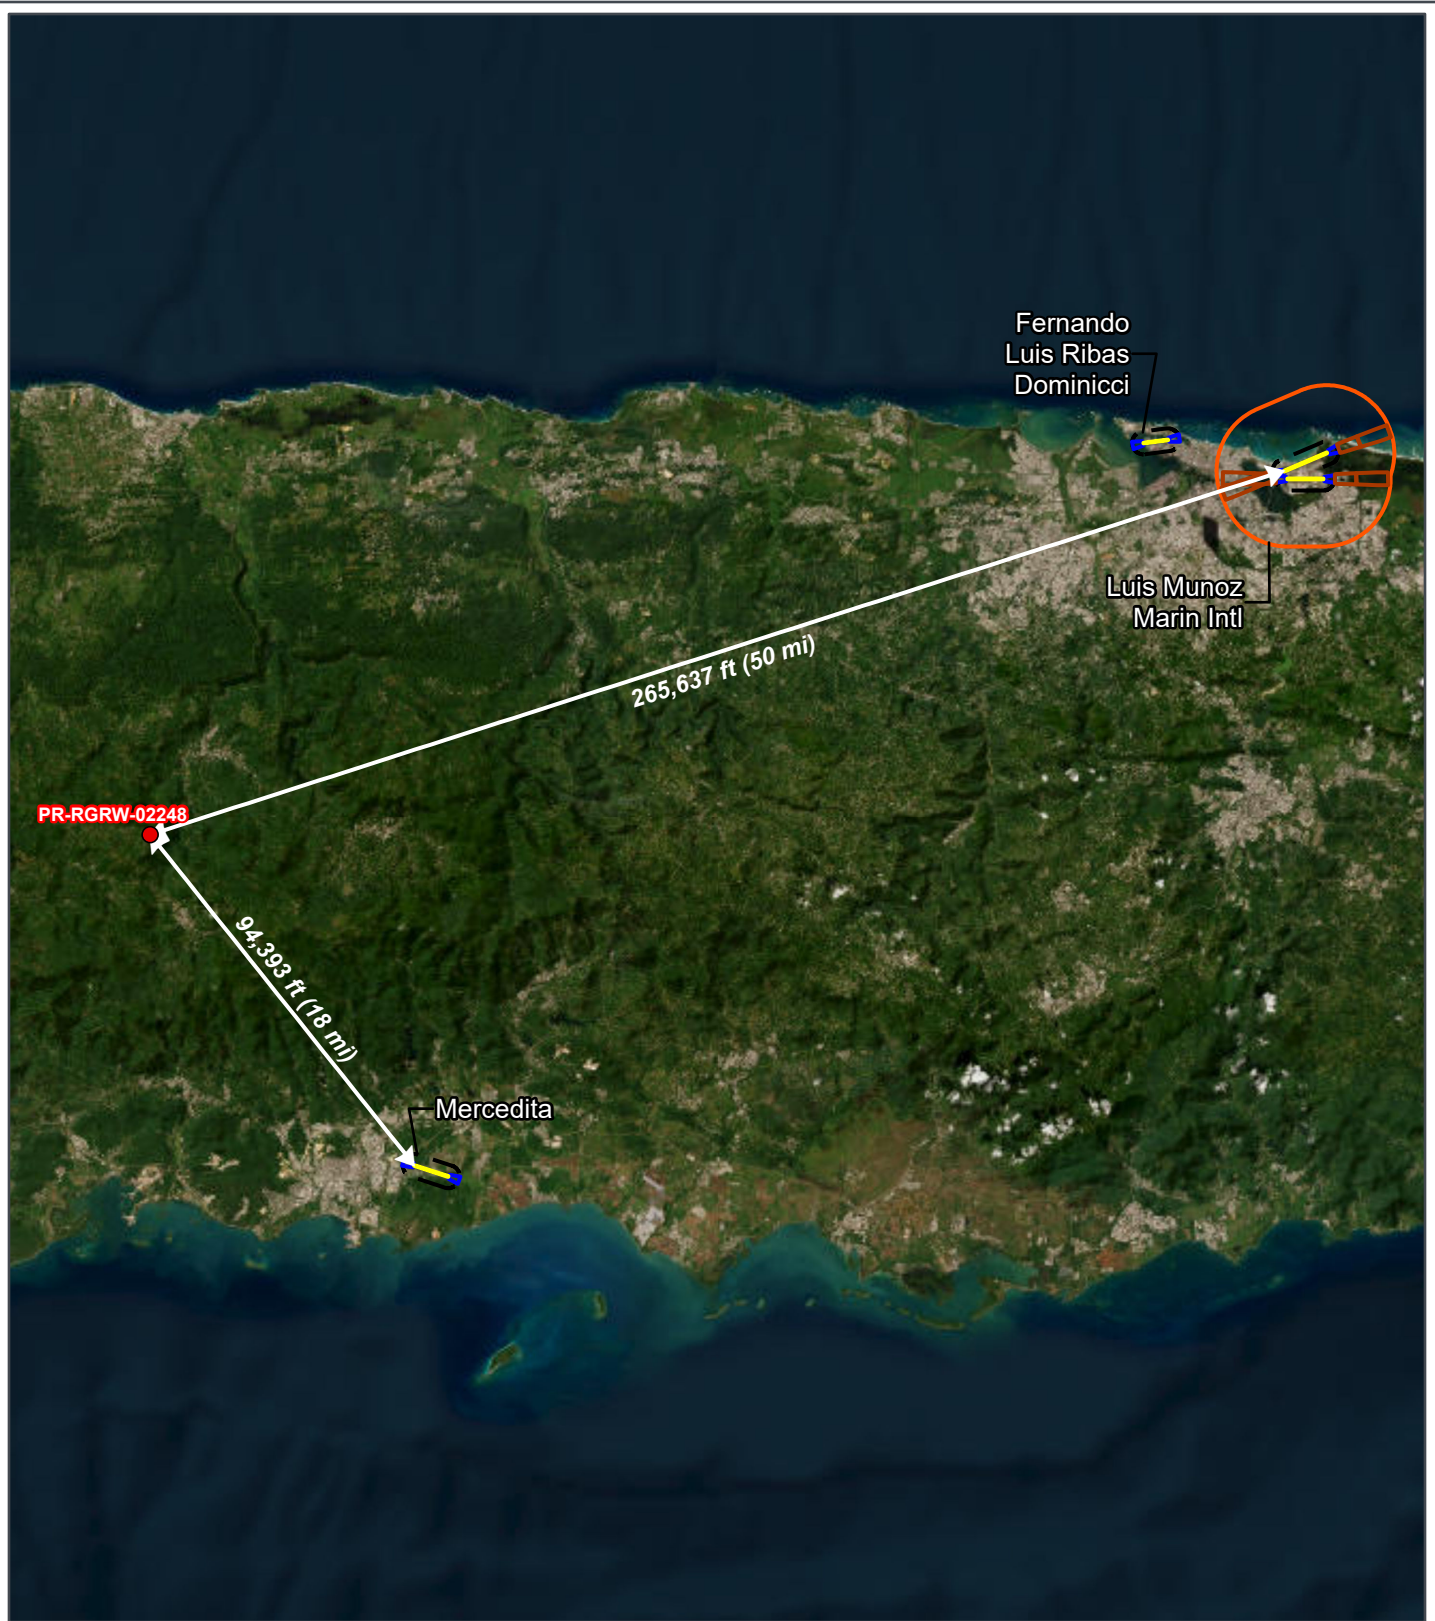 Fernando
Luis Ribas
Dominicci
Luis Munoz
Marin Intl
265,637 ft (50 mi)
PR-RGRW-02248
94,393 ft (18 mi)
Mercedita